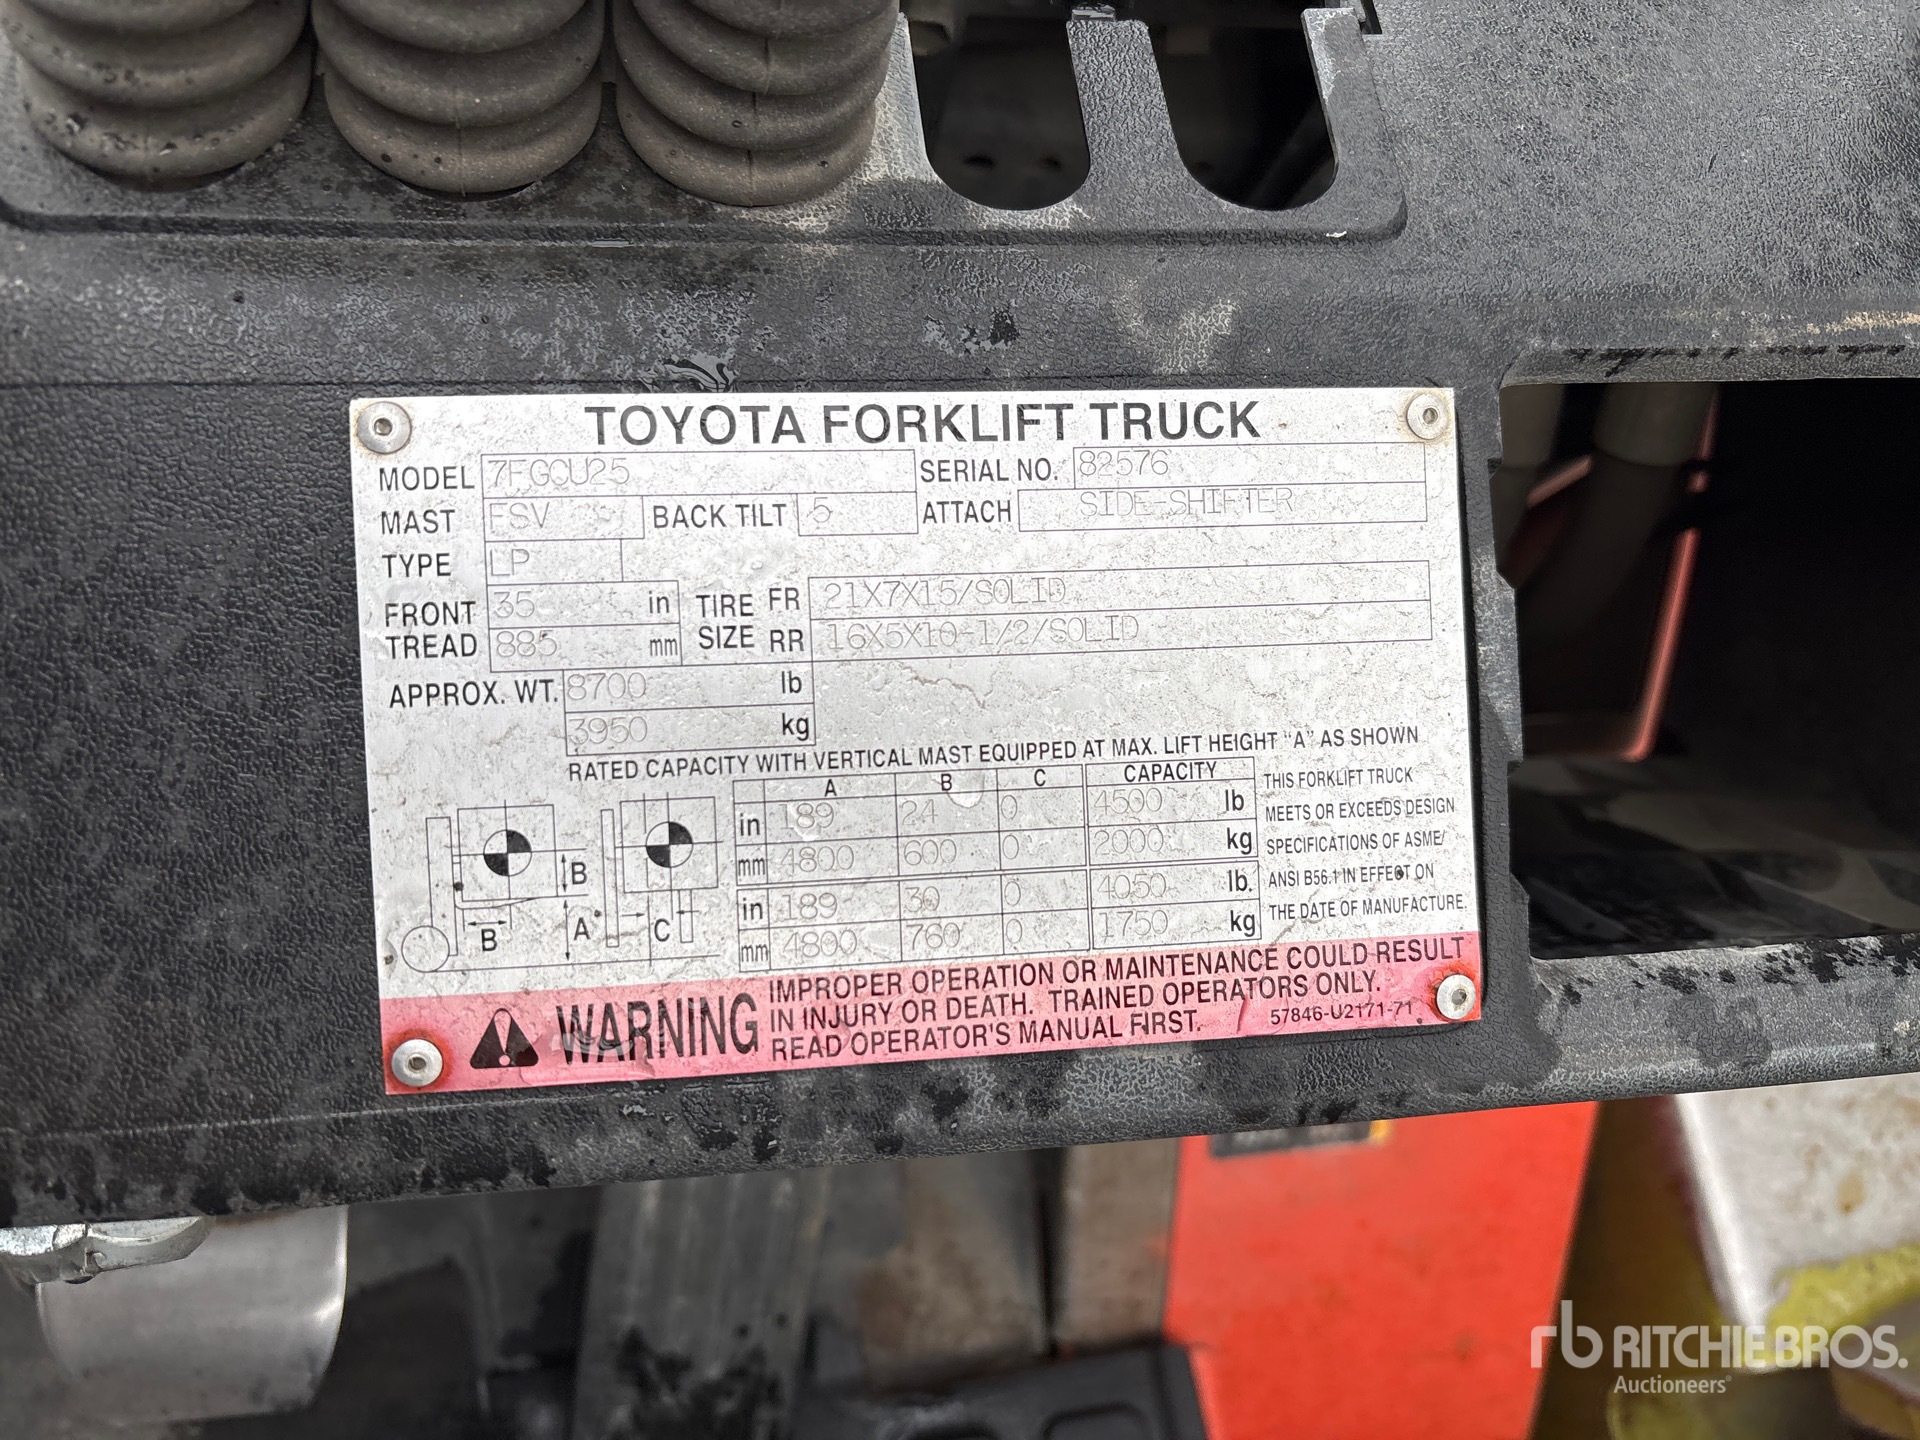 TOYOTA FORKLIFT TRUCK
MODEL 7FGCU25 SERIAL NO. 82576
MAST FSV BACK TILT 5 ATTACH SIDE-SHIFTER
TYPE LP
FRONT TREAD 35 in TIRE SIZE FR 21X7X15/SOLID
885 mm RR 16X5X10-1/2/SOLID
APPROX. WT. 8700 lb
3950 kg
RATED CAPACITY WITH VERTICAL MAST EQUIPPED AT MAX. LIFT HEIGHT "A" AS SHOWN
A B C CAPACITY
in 189 24 0 4500 lb
mm 4800 600 0 2000 kg
in 189 30 0 4050 lb.
mm 4800 760 0 1750 kg
B
B A C
THIS FORKLIFT TRUCK
MEETS OR EXCEEDS DESIGN
SPECIFICATIONS OF ASME/
ANSI B56.1 IN EFFECT ON
THE DATE OF MANUFACTURE.
WARNING
IMPROPER OPERATION OR MAINTENANCE COULD RESULT
IN INJURY OR DEATH. TRAINED OPERATORS ONLY.
READ OPERATOR'S MANUAL FIRST. 57846-U2171-71
rb RITCHIE BROS.
Auctioneers